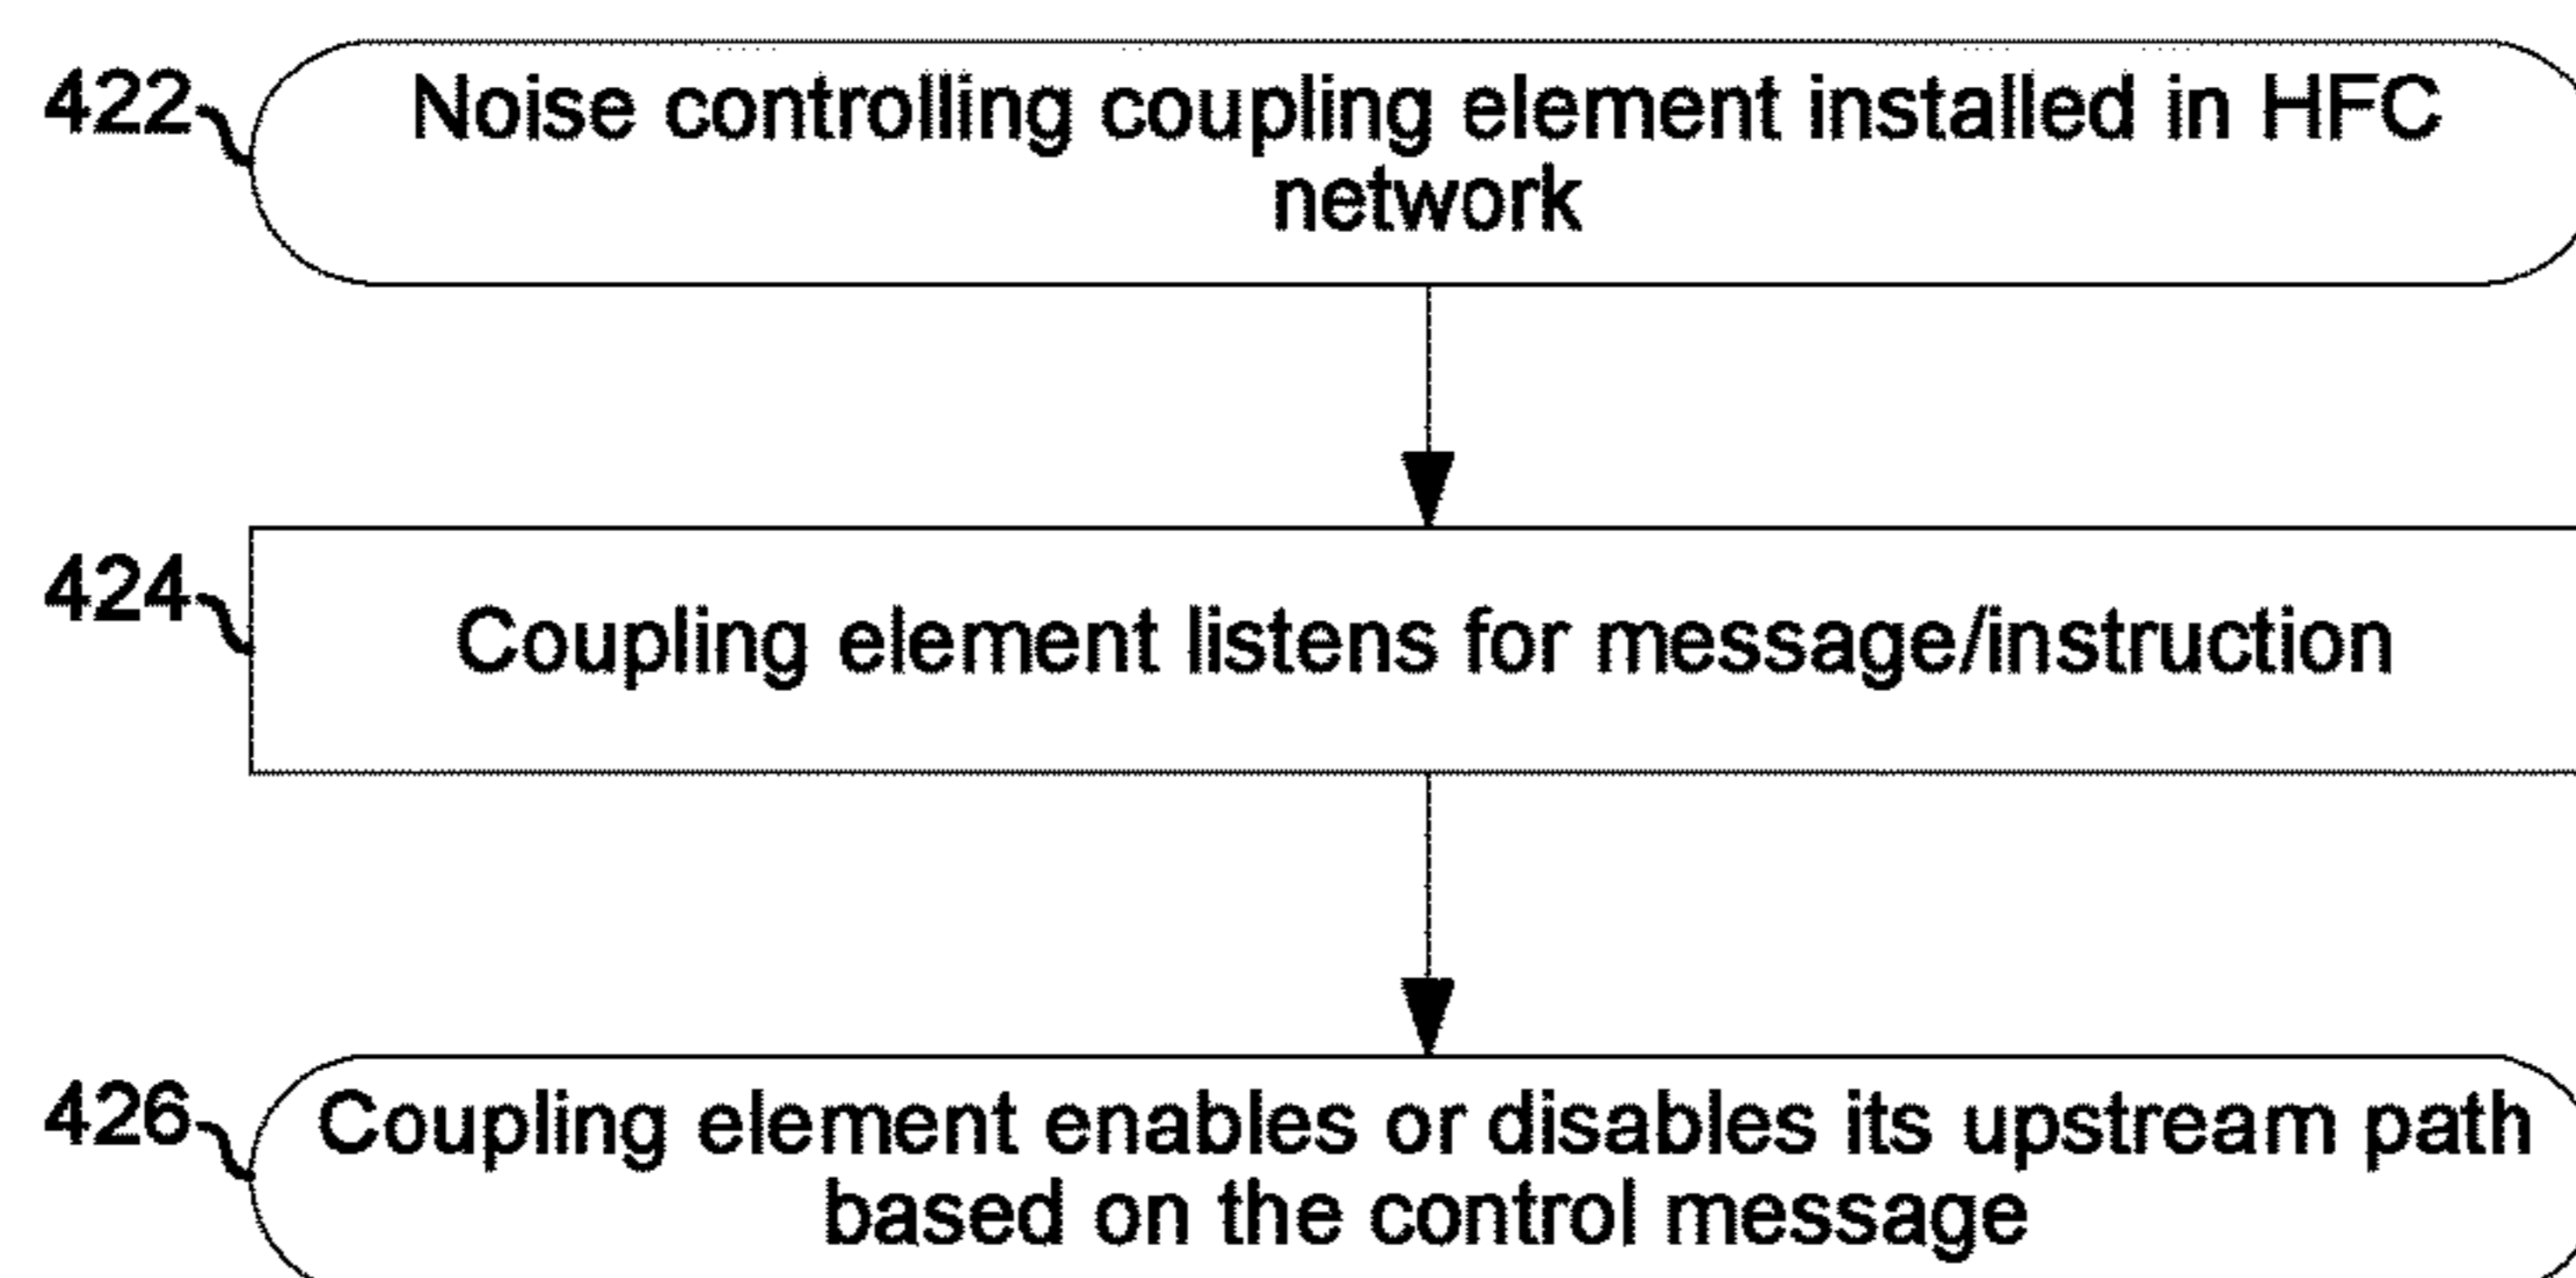 422
Noise controlling coupling element installed in HFC
network
424
Coupling element listens for message/instruction
426
Coupling element enables or disables its upstream path
based on the control message